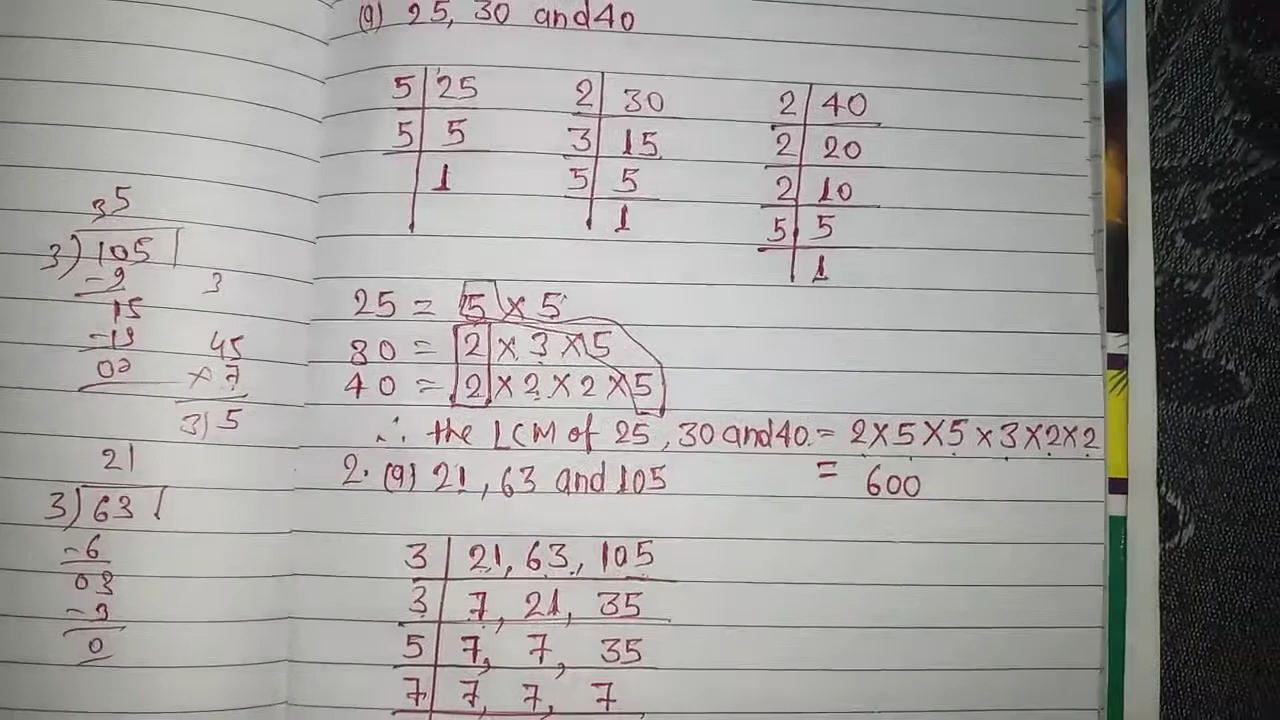 (9) 25, 30 and 40
5 | 25
5 | 5
1
2 | 30
3 | 15
5 | 5
1
2 | 40
2 | 20
2 | 10
5 | 5
1
25 = 5 × 5
30 = 2 × 3 × 5
40 = 2 × 2 × 2 × 5
∴ the LCM of 25, 30 and 40 = 2×5×5×3×2×2
= 600
2. (9) 21, 63 and 105
3 | 21, 63, 105
3 | 7, 21, 35
5 | 7, 7, 35
7 | 7, 7, 7
35
3) 105
-9
15
-15
00
3
45
× 7
315
21
3) 63
-6
03
-3
0